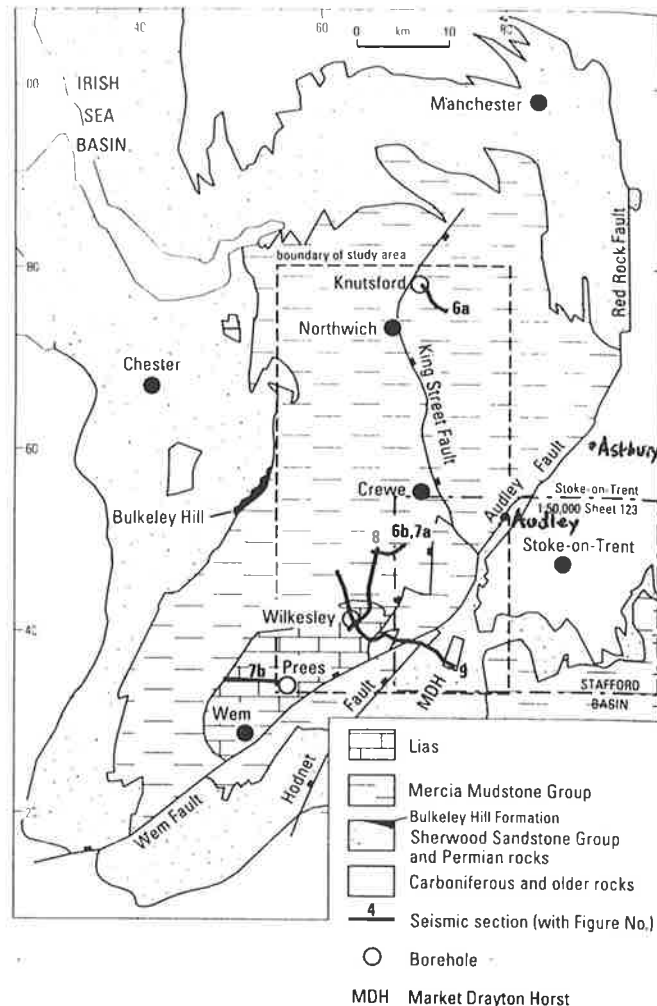 60
0
km
10
80
00
IRISH
SEA
BASIN
Manchester
Red Rock Fault
80
boundary of study area
Knutsford
6a
Northwich
Chester
King Street Fault
60
Astbury
Audley Fault
Crewe
Stoke-on-Trent
1:50,000 Sheet 123
Audley
Bulkeley Hill
6b,7a
8
Stoke-on-Trent
Wilkesley
40
7b
Prees
9
MDH
STAFFORD
BASIN
Wem
Fault
Hodnet
Wem Fault
Lias
Mercia Mudstone Group
Bulkeley Hill Formation
Sherwood Sandstone Group
and Permian rocks
Carboniferous and older rocks
4
Seismic section (with Figure No.)
Borehole
MDH Market Drayton Horst